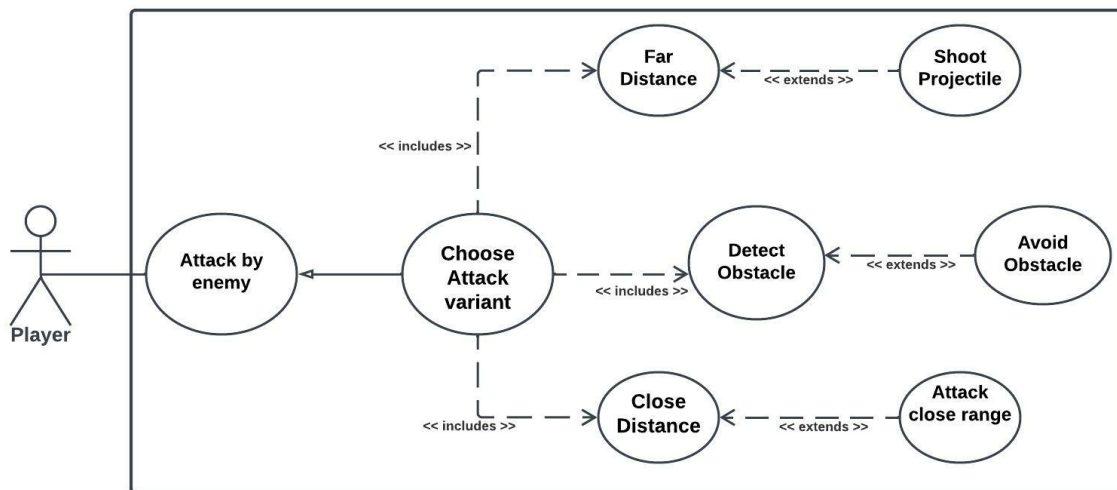 Far
Distance
<< extends >>
Shoot
Projectile
<< includes >>
Player
Attack by
enemy
Choose
Attack
variant
<< includes >>
Detect
Obstacle
<< extends >>
Avoid
Obstacle
<< includes >>
Close
Distance
<< extends >>
Attack
close range